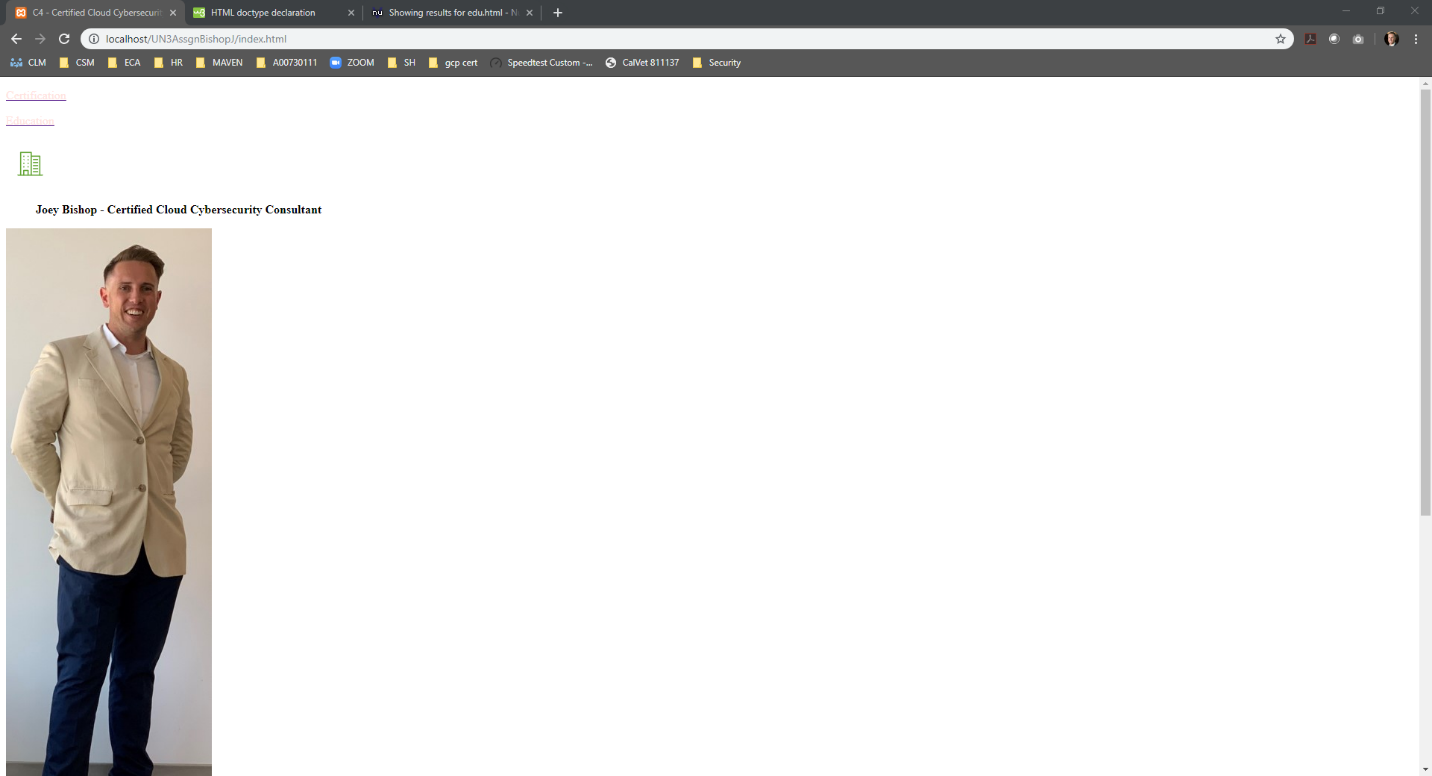 C4 - Certified Cloud Cybersecurit
HTML doctype declaration
nu Showing results for edu.html - N
localhost/UN3AssgnBishopJ/index.html
CLM CSM ECA HR MAVEN A00730111 ZOOM SH gcp cert Speedtest Custom -... CalVet 811137 Security
Certification
Education
Joey Bishop - Certified Cloud Cybersecurity Consultant